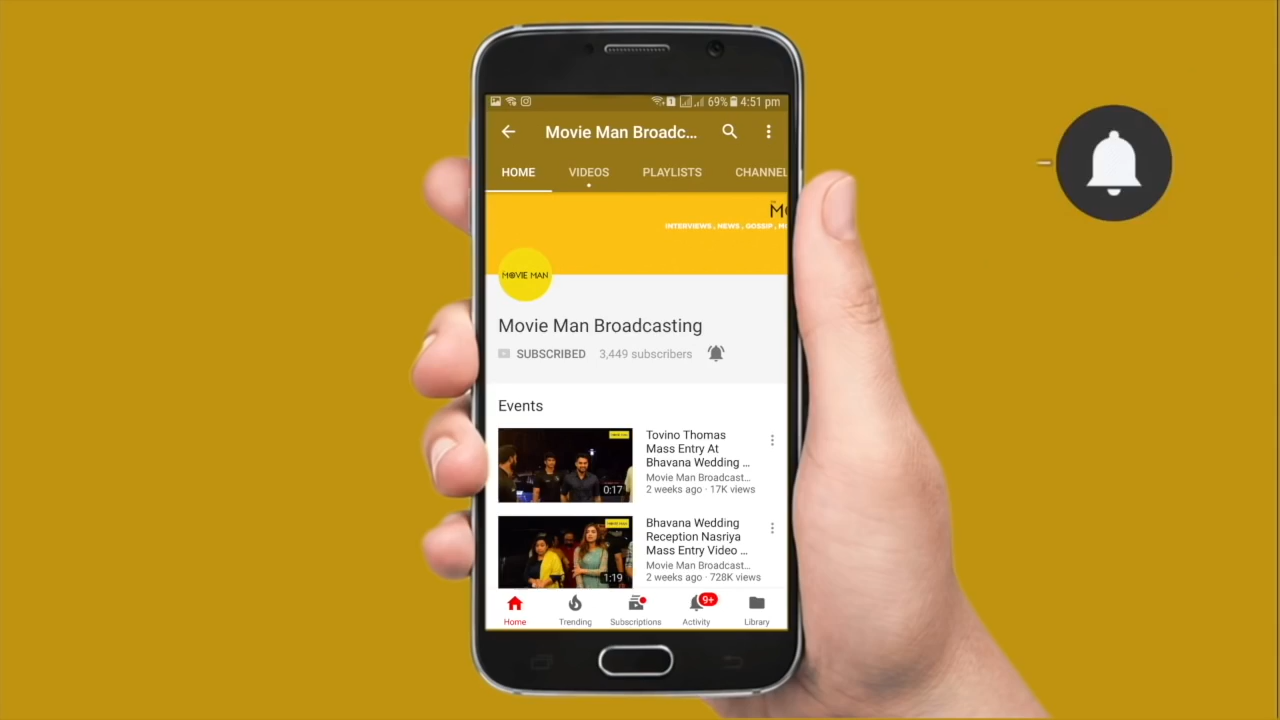 69% 4:51 pm
Movie Man Broadc...
HOME VIDEOS PLAYLISTS CHANNEL
INTERVIEWS , NEWS , GOSSIP ,
MOVIE MAN
Movie Man Broadcasting
SUBSCRIBED 3,449 subscribers
Events
Tovino Thomas
Mass Entry At
Bhavana Wedding ...
Movie Man Broadcast...
2 weeks ago · 17K views
0:17
Bhavana Wedding
Reception Nasriya
Mass Entry Video ...
Movie Man Broadcast...
2 weeks ago · 728K views
1:19
9+
Home Trending Subscriptions Activity Library